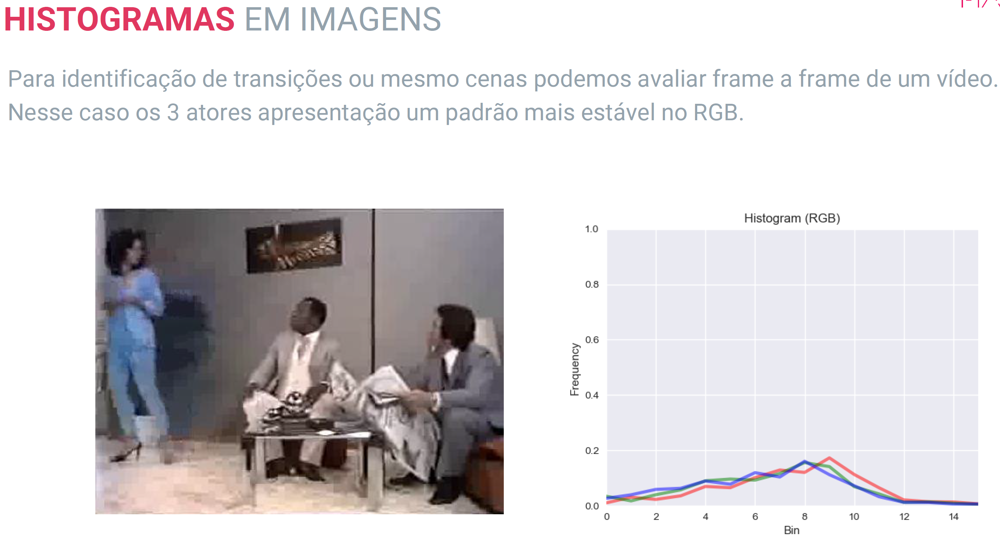 HISTOGRAMAS EM IMAGENS
Para identificação de transições ou mesmo cenas podemos avaliar frame a frame de um vídeo.
Nesse caso os 3 atores apresentação um padrão mais estável no RGB.
Histogram (RGB)
1.0
0.8
0.6
0.4
0.2
0.0
Frequency
0 2 4 6 8 10 12 14
Bin